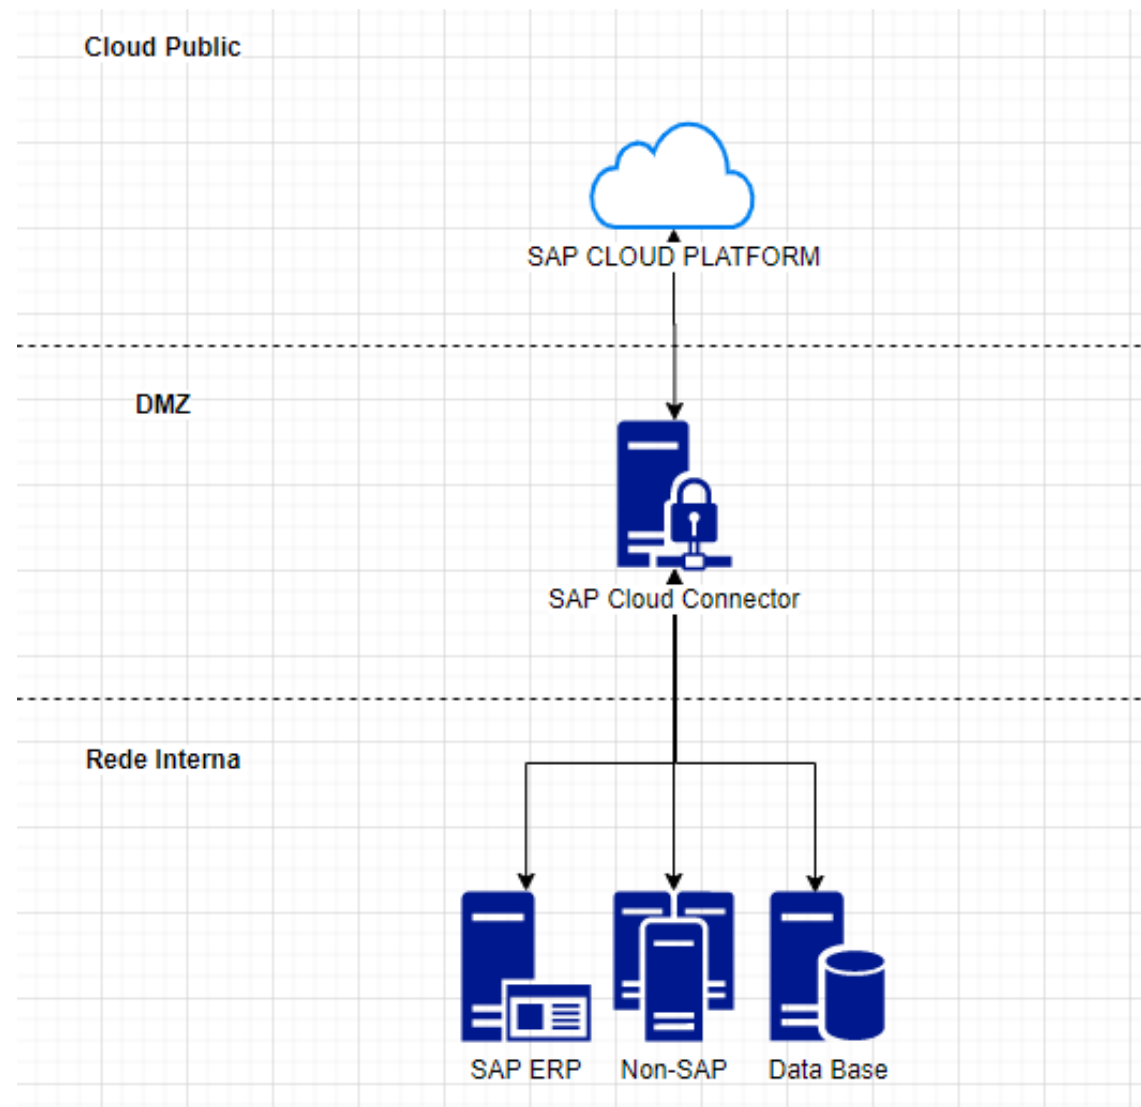 Cloud Public
SAP CLOUD PLATFORM
DMZ
SAP Cloud Connector
Rede Interna
SAP ERP
Non-SAP
Data Base